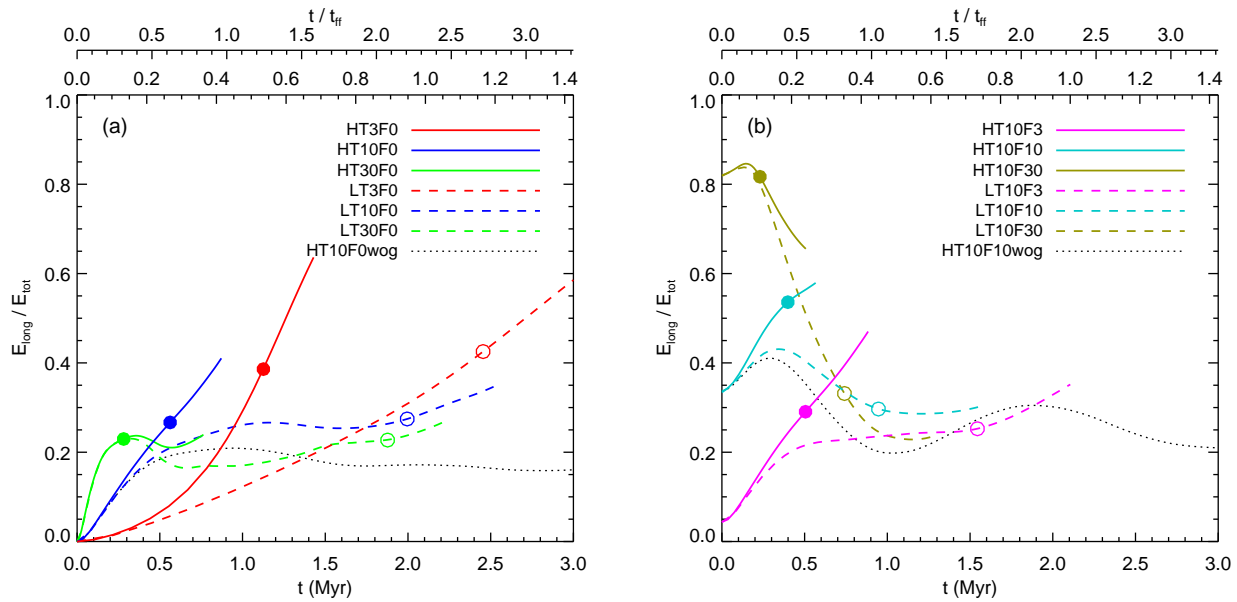 t / t_ff
0.0 0.5 1.0 1.5 2.0 2.5 3.0
0.0 0.2 0.4 0.6 0.8 1.0 1.2 1.4
(a)
HT3F0
HT10F0
HT30F0
LT3F0
LT10F0
LT30F0
HT10F0wog
E_long / E_tot
1.0
0.8
0.6
0.4
0.2
0.0
0.0 0.5 1.0 1.5 2.0 2.5 3.0
t (Myr)
t / t_ff
0.0 0.5 1.0 1.5 2.0 2.5 3.0
0.0 0.2 0.4 0.6 0.8 1.0 1.2 1.4
(b)
HT10F3
HT10F10
HT10F30
LT10F3
LT10F10
LT10F30
HT10F10wog
E_long / E_tot
1.0
0.8
0.6
0.4
0.2
0.0
0.0 0.5 1.0 1.5 2.0 2.5 3.0
t (Myr)